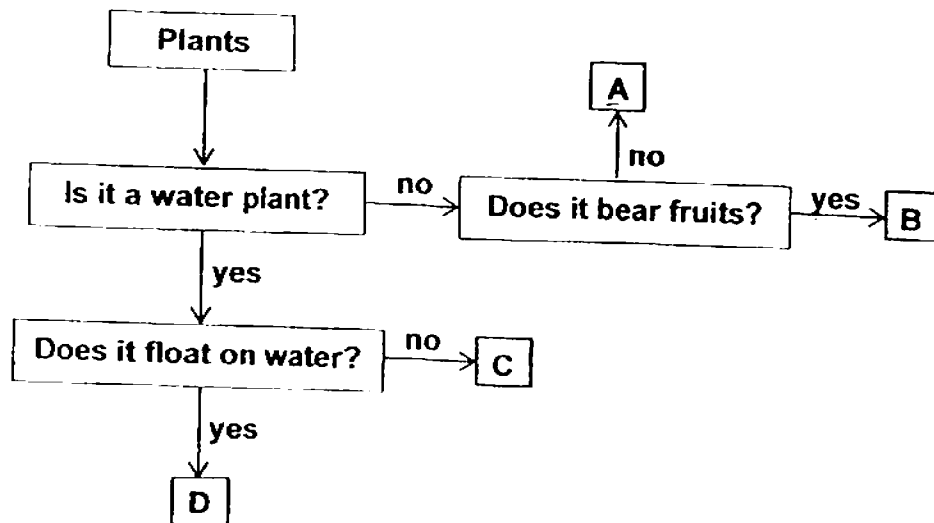 Plants
A
no
Is it a water plant?
no
Does it bear fruits?
yes
B
yes
Does it float on water?
no
C
yes
D